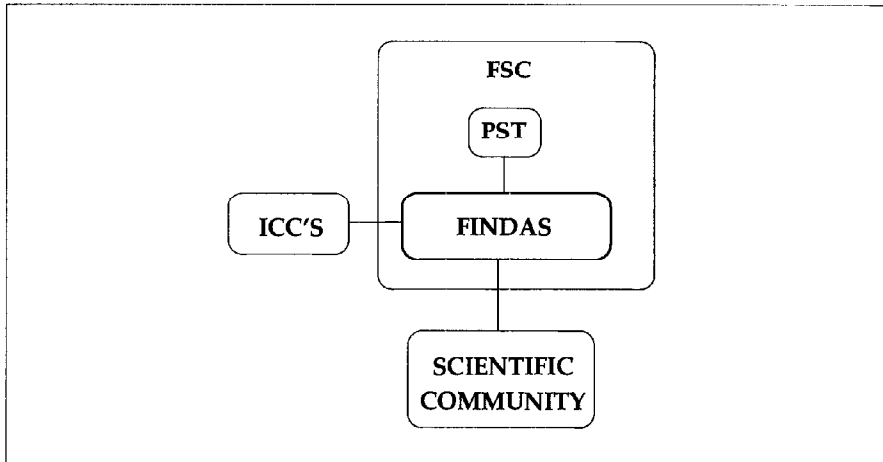 FSC
PST
ICC'S
FINDAS
SCIENTIFIC
COMMUNITY